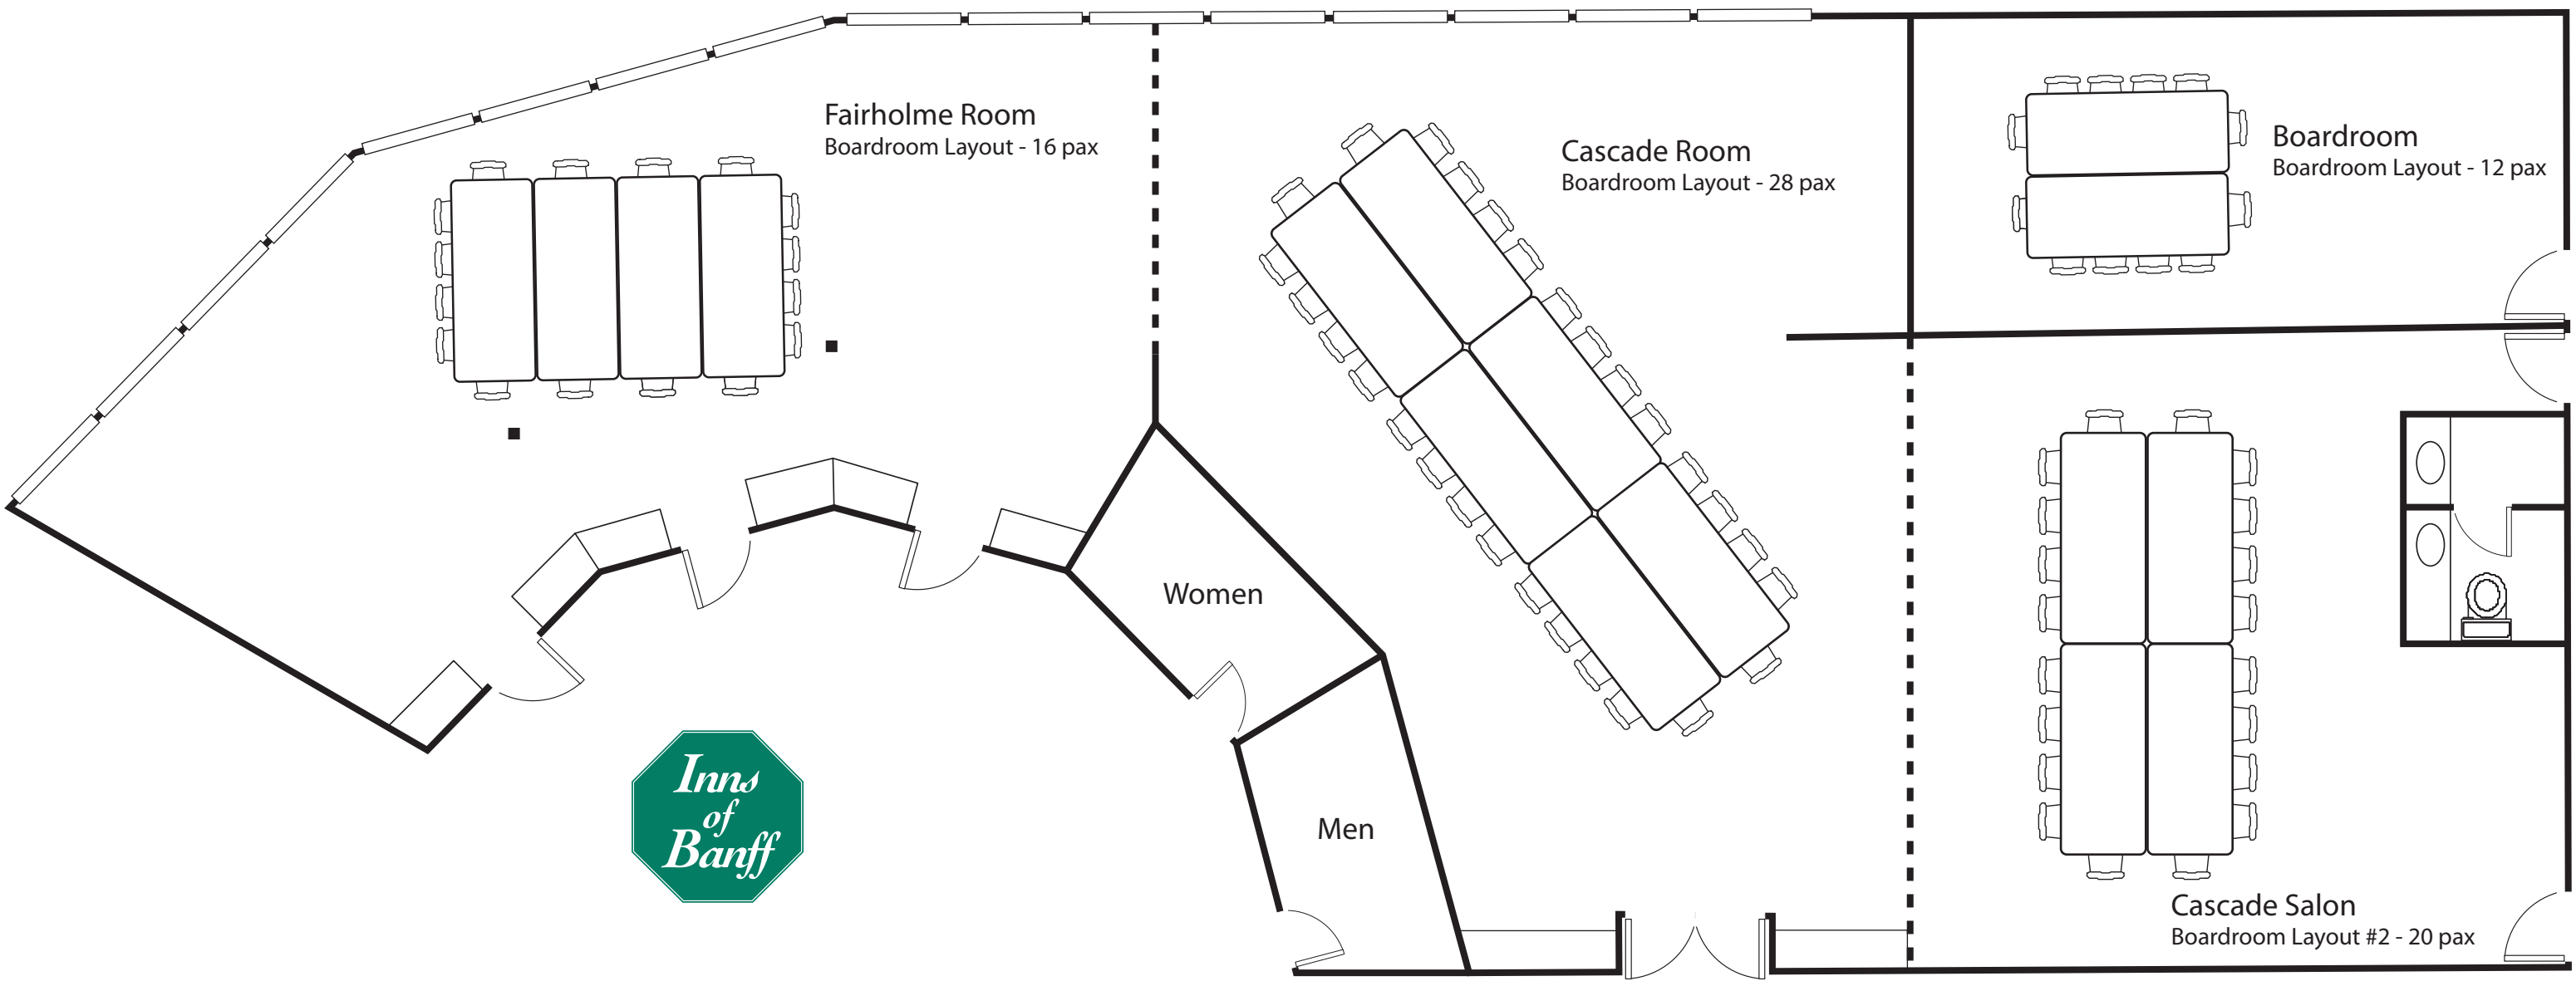 Fairholme Room
Boardroom Layout - 16 pax
Cascade Room
Boardroom Layout - 28 pax
Boardroom
Boardroom Layout - 12 pax
Women
Men
Inns
of
Banff
Cascade Salon
Boardroom Layout #2 - 20 pax